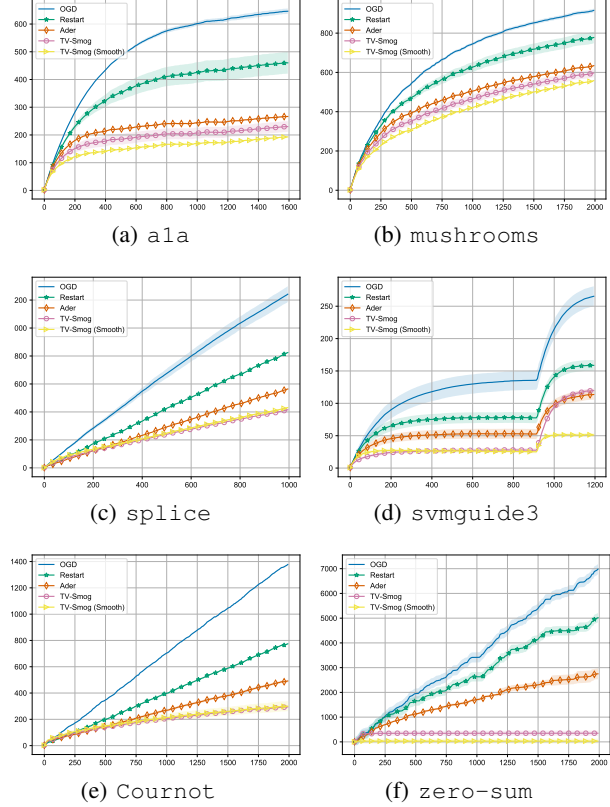 600
500
400
300
200
100
0
OGD
Restart
Ader
TV-Smog
TV-Smog (Smooth)
0 200 400 600 800 1000 1200 1400 1600
(a) a1a
800
600
400
200
0
OGD
Restart
Ader
TV-Smog
TV-Smog (Smooth)
0 250 500 750 1000 1250 1500 1750 2000
(b) mushrooms
200
000
800
600
400
200
0
OGD
Restart
Ader
TV-Smog
TV-Smog (Smooth)
0 200 400 600 800 1000
(c) splice
250
200
150
100
50
0
OGD
Restart
Ader
TV-Smog
TV-Smog (Smooth)
0 200 400 600 800 1000 1200
(d) svmguide3
1400
1200
1000
800
600
400
200
0
OGD
Restart
Ader
TV-Smog
TV-Smog (Smooth)
0 250 500 750 1000 1250 1500 1750 2000
(e) Cournot
7000
6000
5000
4000
3000
2000
1000
0
OGD
Restart
Ader
TV-Smog
TV-Smog (Smooth)
0 250 500 750 1000 1250 1500 1750 2000
(f) zero-sum